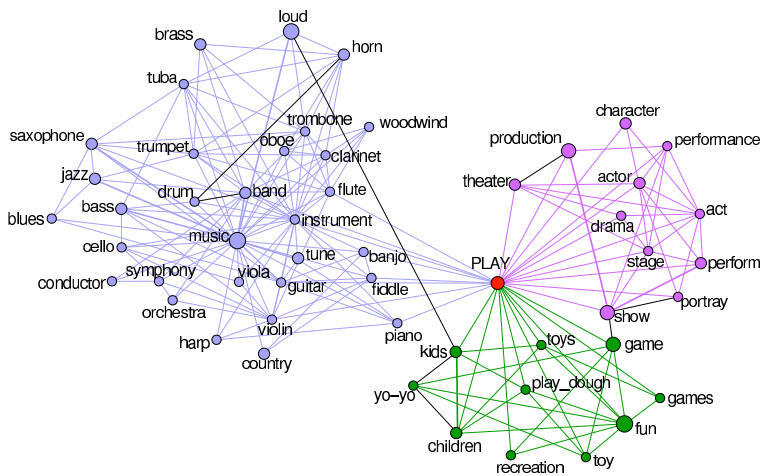 loud
brass
horn
tuba
character
trombone
woodwind
production
performance
saxophone
trumpet
oboe
clarinet
theater
actor
jazz
drum
band
flute
bass
blues
instrument
drama
act
music
cello
tune
banjo
PLAY
stage
perform
conductor
symphony
viola
guitar
fiddle
orchestra
portray
violin
piano
show
harp
country
kids
toys
game
yo-yo
play_dough
games
children
fun
recreation
toy